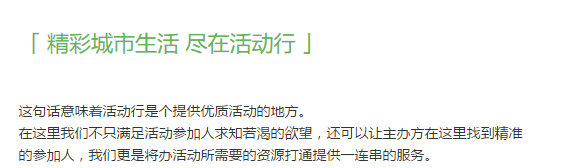 「 精彩城市生活 尽在活动行 」
这句话意味着活动行是个提供优质活动的地方。
在这里我们不只满足活动参加人求知若渴的欲望，还可以让主办方在这里找到精准
的参加人，我们更是将办活动所需要的资源打通提供一连串的服务。